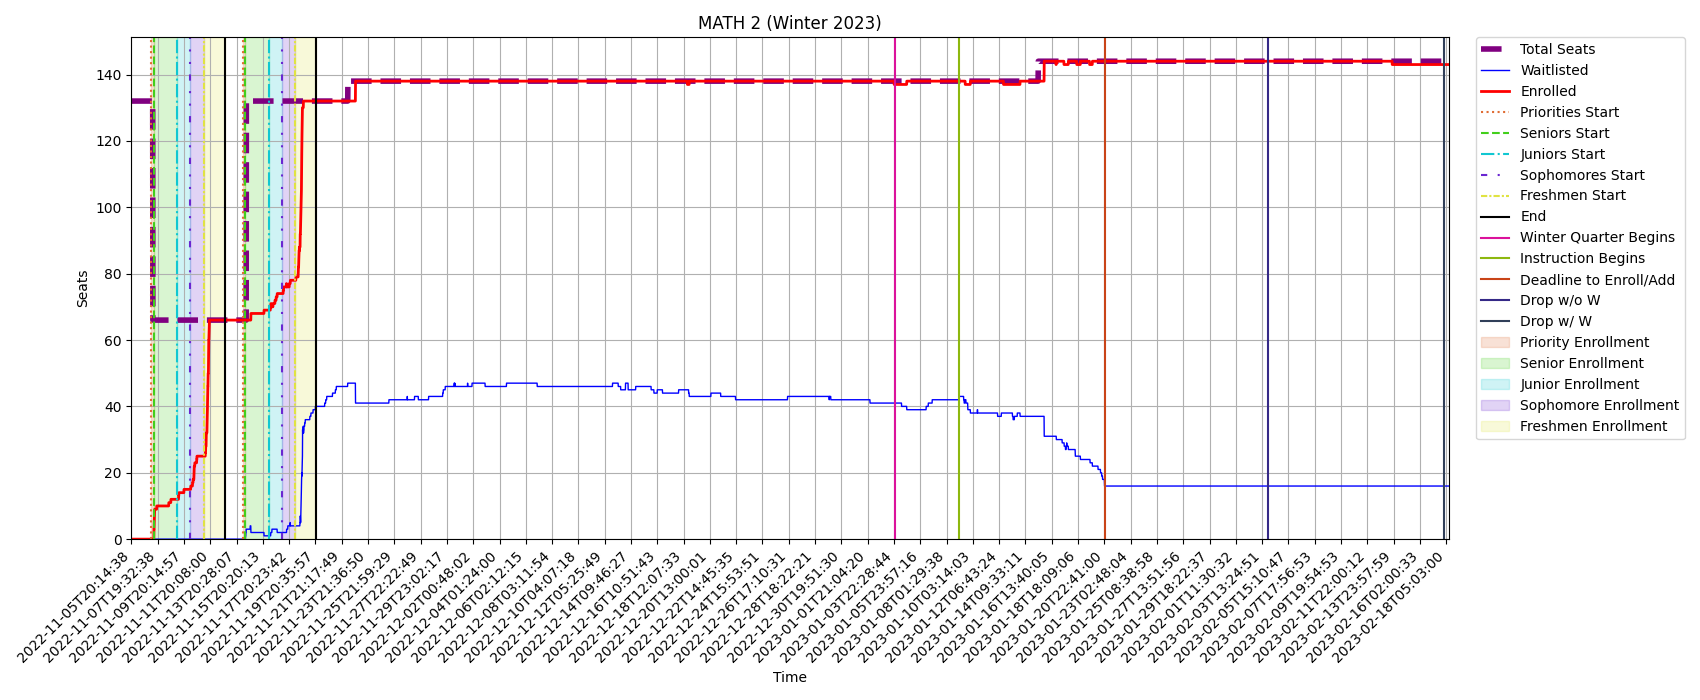 MATH 2 (Winter 2023)
Seats
140
120
100
80
60
40
20
0
2022-11-05T20:14:38
2022-11-07T19:32:38
2022-11-09T20:14:57
2022-11-11T20:08:00
2022-11-13T20:28:07
2022-11-15T20:20:13
2022-11-17T20:23:42
2022-11-19T20:35:57
2022-11-21T21:17:49
2022-11-23T21:36:50
2022-11-25T21:59:29
2022-11-27T22:22:49
2022-11-29T23:02:17
2022-12-02T00:48:02
2022-12-04T01:24:00
2022-12-06T02:12:15
2022-12-08T03:11:54
2022-12-10T04:07:18
2022-12-12T05:25:49
2022-12-14T09:46:27
2022-12-16T10:51:43
2022-12-18T12:07:33
2022-12-20T13:00:01
2022-12-22T14:45:35
2022-12-24T15:53:51
2022-12-26T17:10:31
2022-12-28T18:22:21
2022-12-30T19:51:30
2023-01-01T21:04:20
2023-01-03T22:28:44
2023-01-05T23:57:16
2023-01-08T01:29:38
2023-01-10T03:14:03
2023-01-12T06:43:24
2023-01-14T09:33:11
2023-01-16T13:40:05
2023-01-18T18:09:06
2023-01-20T22:41:00
2023-01-23T02:48:04
2023-01-25T08:38:58
2023-01-27T13:51:56
2023-01-29T18:22:37
2023-02-01T11:30:32
2023-02-03T13:24:51
2023-02-05T15:10:47
2023-02-07T17:56:53
2023-02-09T19:54:53
2023-02-11T22:00:12
2023-02-13T23:57:59
2023-02-16T02:00:33
2023-02-18T05:03:00
Time
Total Seats
Waitlisted
Enrolled
Priorities Start
Seniors Start
Juniors Start
Sophomores Start
Freshmen Start
End
Winter Quarter Begins
Instruction Begins
Deadline to Enroll/Add
Drop w/o W
Drop w/ W
Priority Enrollment
Senior Enrollment
Junior Enrollment
Sophomore Enrollment
Freshmen Enrollment